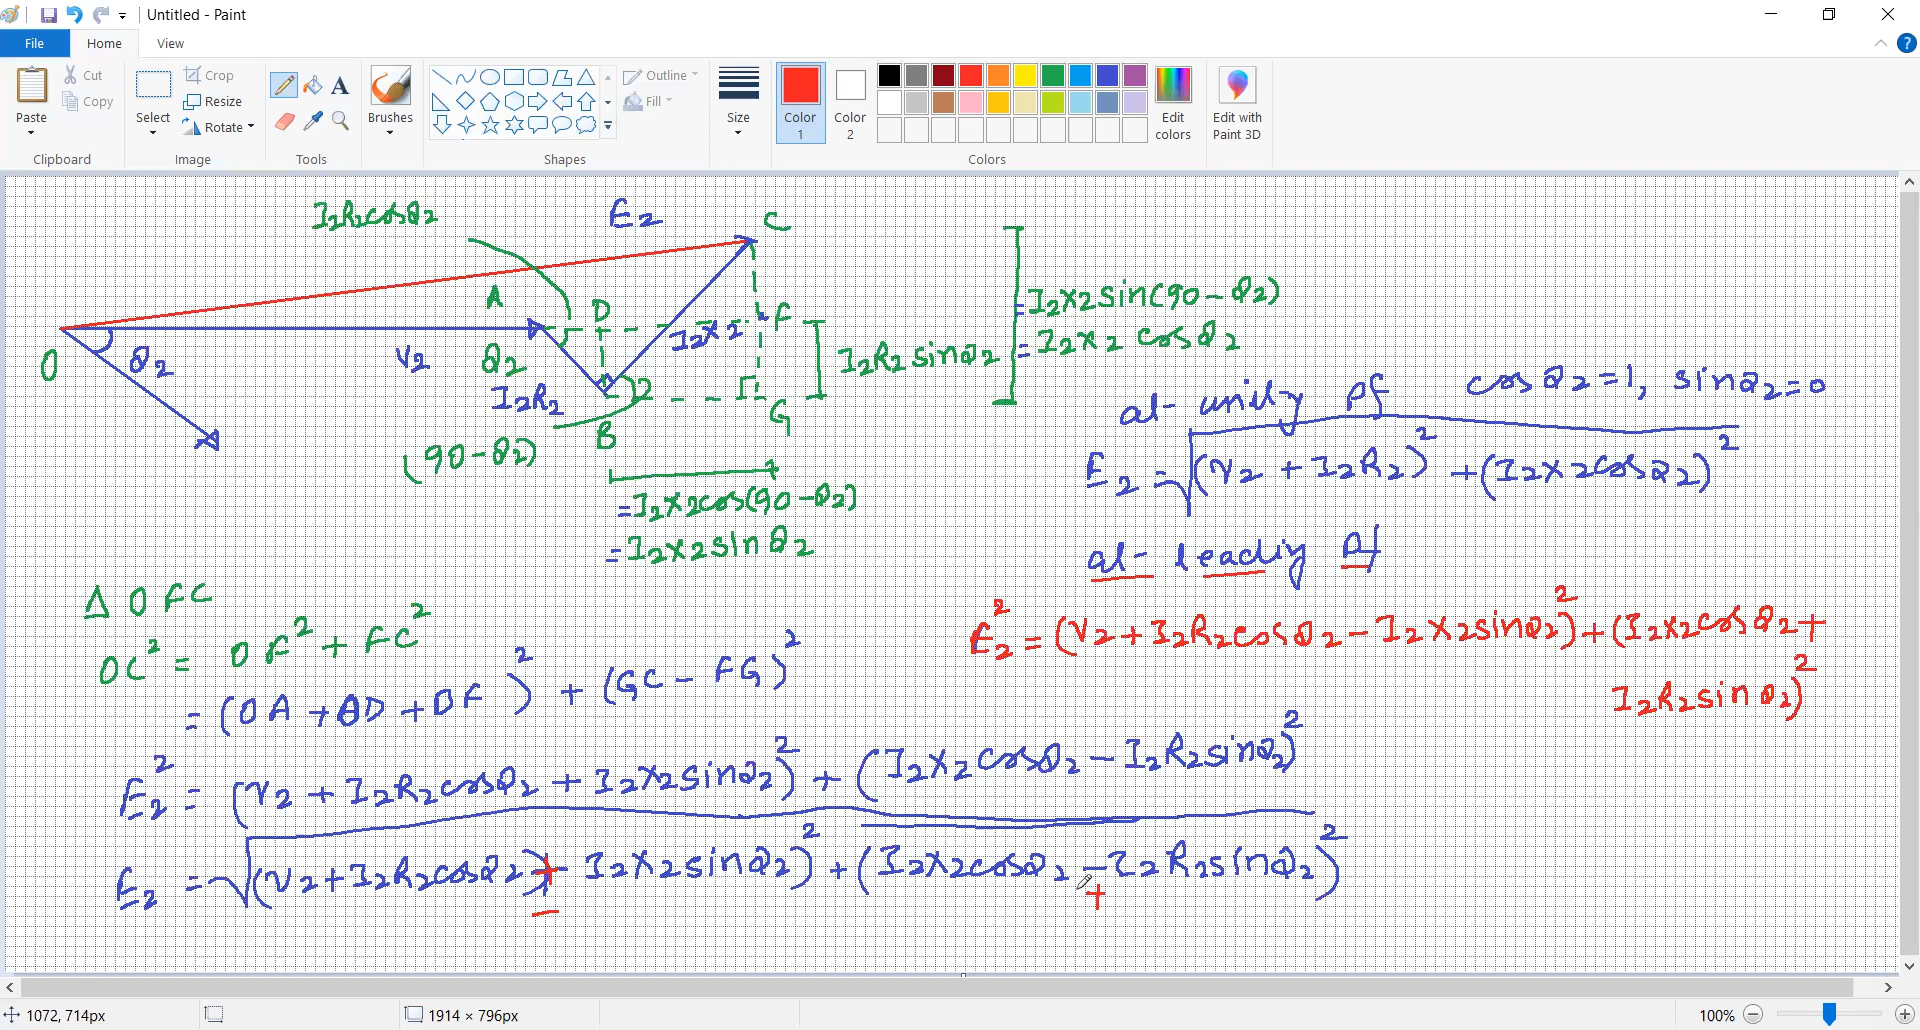 Untitled - Paint
File Home View
Paste
Cut
Copy
Clipboard
Select
Crop
Resize
Rotate
Image
Tools
Brushes
Shapes
Outline
Fill
Size
Color 1
Color 2
Edit colors
Edit with Paint 3D
Colors
I2R2cosθ2
E2
C
A
D
F
O
θ2
V2
θ2
I2R2
I2X2
B
G
(90-θ2)
I2R2 sinθ2
= I2X2 sin(90-θ2)
= I2X2 cosθ2
= I2X2cos(90-θ2)
= I2X2sinθ2
at unity pf cosθ2=1, sinθ2=0
E2 = √(V2 + I2R2)² + (I2X2cosθ2)²
at leading pf
E2² = (V2 + I2R2cosθ2 - I2X2sinθ2)² + (I2X2cosθ2 +
I2R2sinθ2)²
Δ OFC
OC² = OF² + FC²
= (OA + AD + DF)² + (GC - FG)²
E2² = (V2 + I2R2cosθ2 + I2X2sinθ2)² + (I2X2cosθ2 - I2R2sinθ2)²
E2 = √(V2 + I2R2cosθ2) + I2X2sinθ2)² + (I2X2cosθ2 - I2R2sinθ2)²
- +
1072, 714px
1914 × 796px
100%